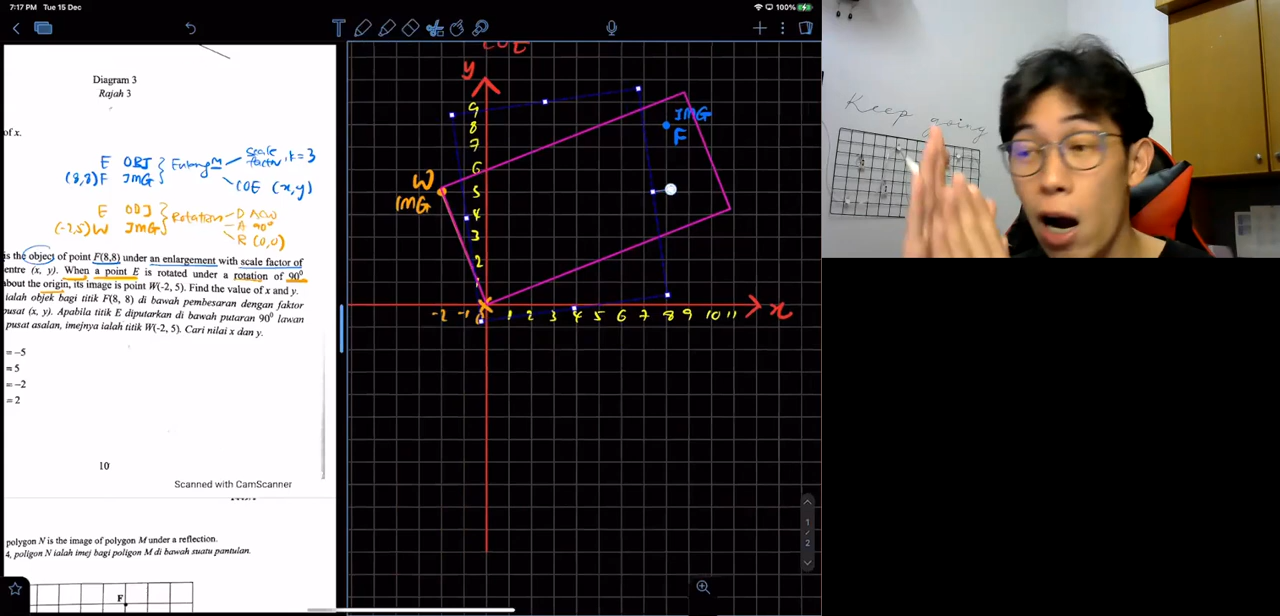 7:17 PM Tue 15 Dec
100%
Diagram 3
Rajah 3
of x.
E OBJ
(8,8) F IMG
Enlargm
Scale factor, k = 3
COE (x,y)
E OBJ
(-2,5) W IMG
Rotation
D ACW
A 90°
R (0,0)
is the object of point F(8,8) under an enlargement with scale factor of
centre (x, y). When a point E is rotated under a rotation of 90°
about the origin, its image is point W(-2, 5). Find the value of x and y.
ialah objek bagi titik F(8, 8) di bawah pembesaran dengan faktor
pusat (x, y). Apabila titik E diputarkan di bawah putaran 90° lawan
pusat asalan, imejnya ialah titik W(-2, 5). Cari nilai x dan y.
= −5
= 5
= −2
= 2
10
Scanned with CamScanner
polygon N is the image of polygon M under a reflection.
4, poligon N ialah imej bagi poligon M di bawah suatu pantulan.
F
COE
y
9
8
7
6
5
4
3
2
1
W
IMG
IMG
F
-2 -1 0 1 2 3 4 5 6 7 8 9 10 11
x
1
/
2
Keep going